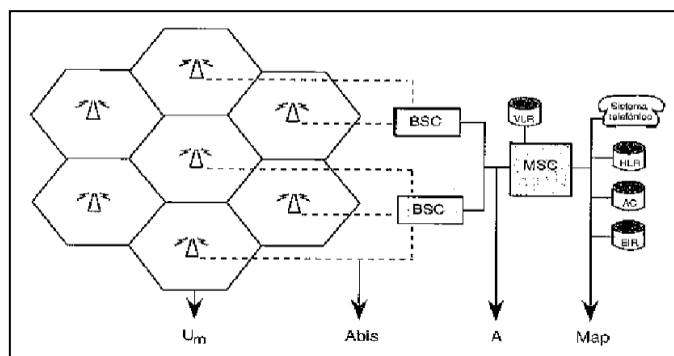 BSC
BSC
VLR
MSC
Sistema
telefónico
HLR
AC
EIR
Um
Abis
A
Map